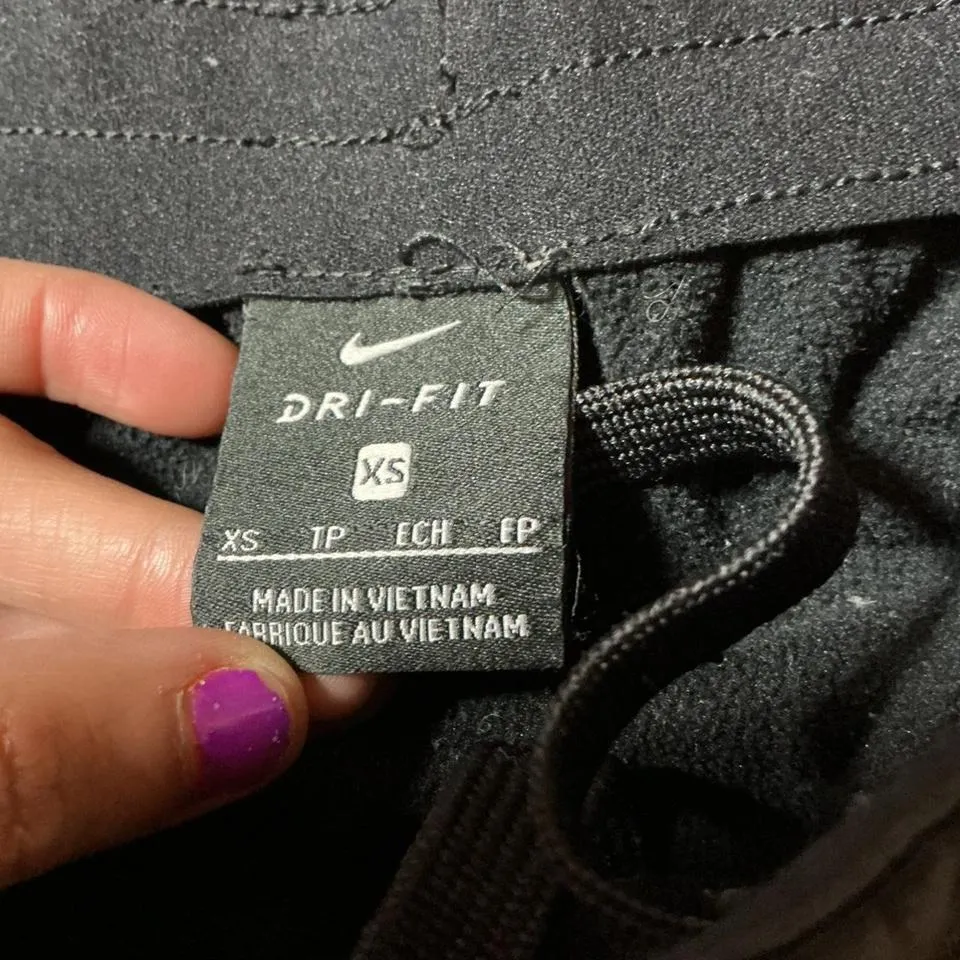 DRI-FIT
XS
XS TP ECH EP
MADE IN VIETNAM
FABRIQUE AU VIETNAM